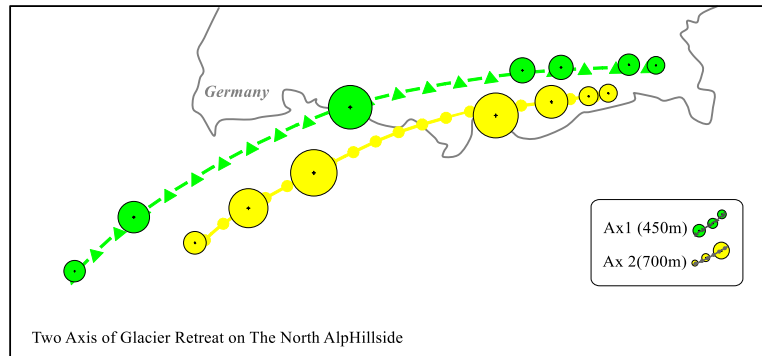 Germany
Ax1 (450m)
Ax 2(700m)
Two Axis of Glacier Retreat on The North AlpHillside